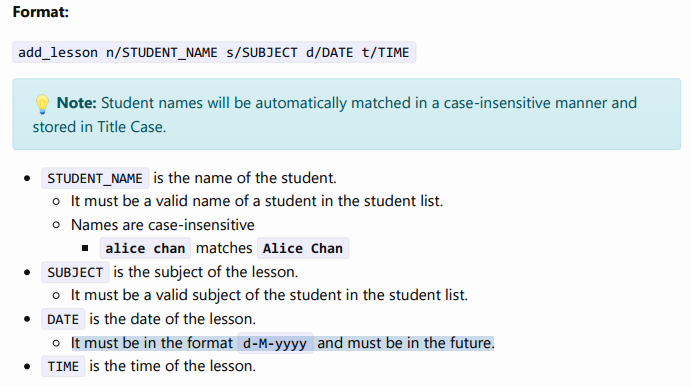 Format:
add_lesson n/STUDENT_NAME s/SUBJECT d/DATE t/TIME
💡 Note: Student names will be automatically matched in a case-insensitive manner and
stored in Title Case.
• STUDENT_NAME is the name of the student.
◦ It must be a valid name of a student in the student list.
◦ Names are case-insensitive
▪ alice chan matches Alice Chan
• SUBJECT is the subject of the lesson.
◦ It must be a valid subject of the student in the student list.
• DATE is the date of the lesson.
◦ It must be in the format d-M-yyyy and must be in the future.
• TIME is the time of the lesson.